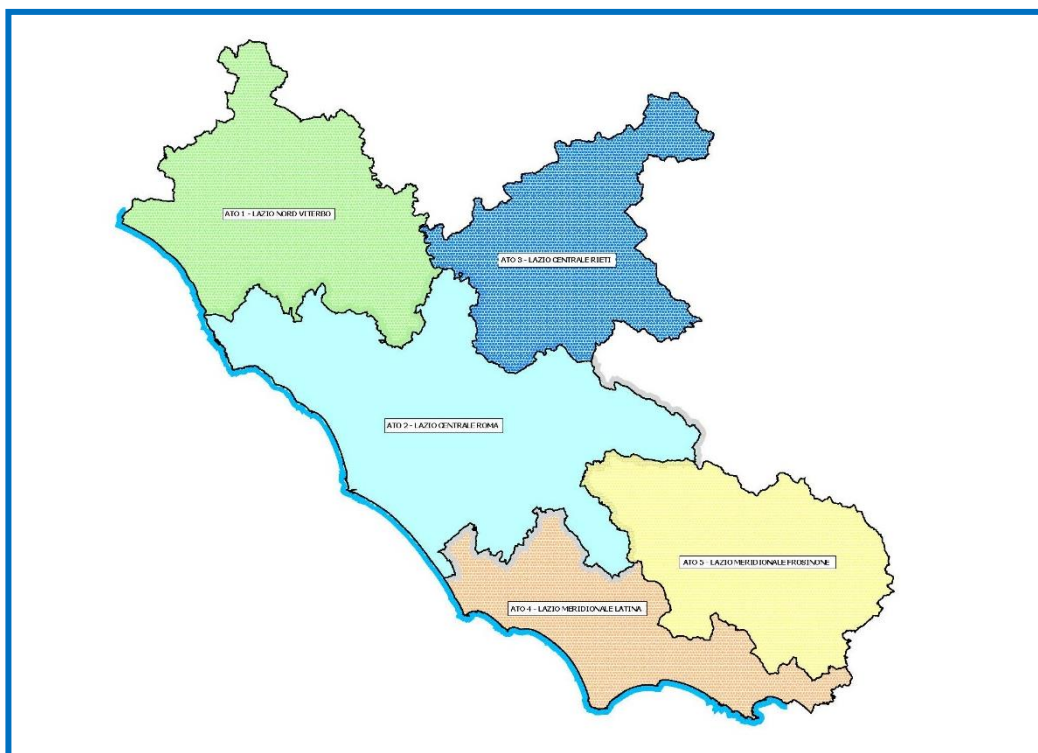 ATO 1 - LAZIO NORD VITERBO
ATO 3 - LAZIO CENTRALE RIETI
ATO 2 - LAZIO CENTRALE ROMA
ATO 5 - LAZIO MERIDIONALE FROSINONE
ATO 4 - LAZIO MERIDIONALE LATINA